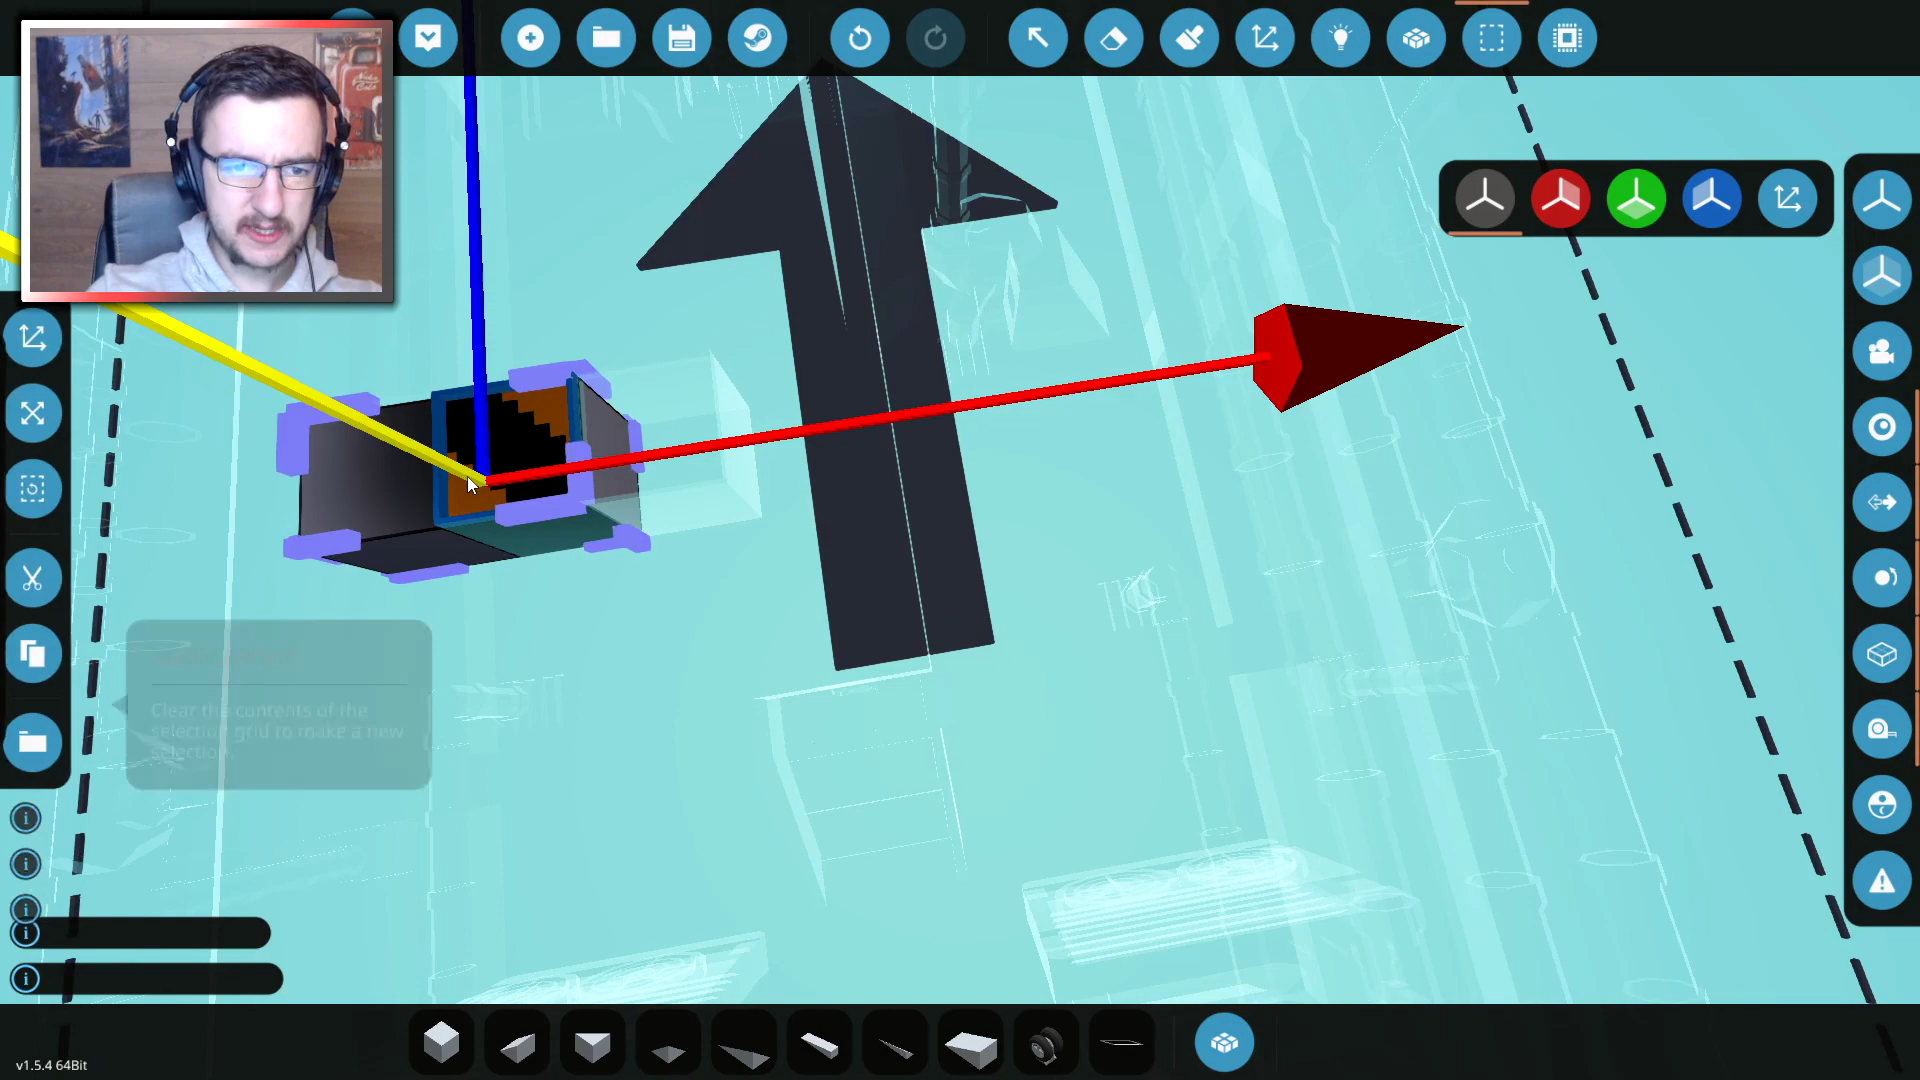 Clear the contents of the
selection grid to make a new
selection.
v1.5.4 64Bit